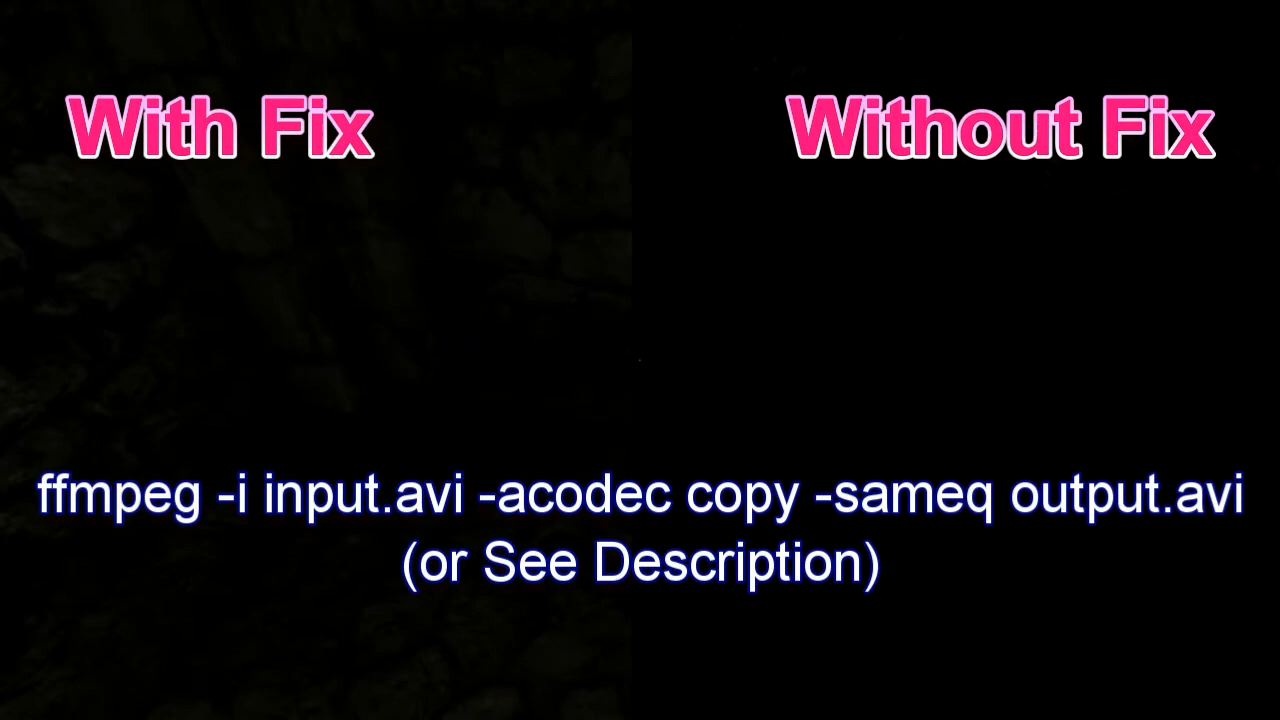 With Fix
Without Fix
ffmpeg -i input.avi -acodec copy -sameq output.avi
(or See Description)